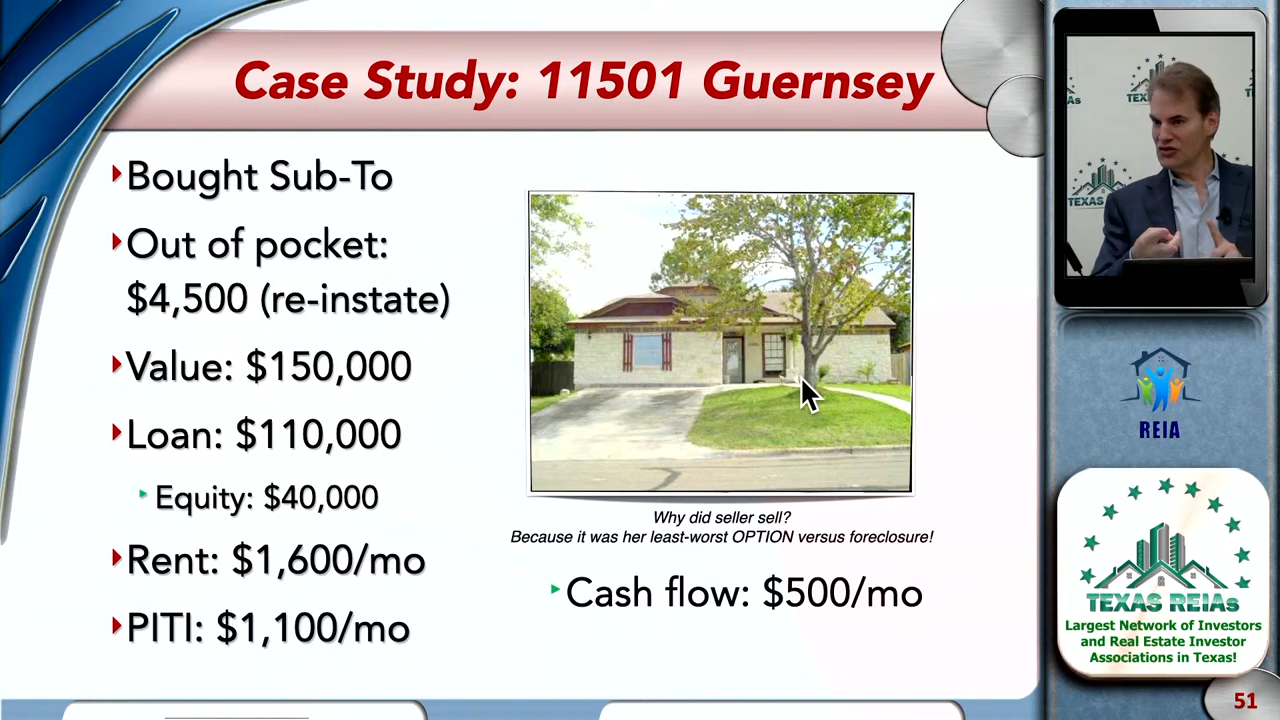 Case Study: 11501 Guernsey
Bought Sub-To
Out of pocket:
$4,500 (re-instate)
Value: $150,000
Loan: $110,000
Equity: $40,000
Rent: $1,600/mo
PITI: $1,100/mo
Why did seller sell?
Because it was her least-worst OPTION versus foreclosure!
Cash flow: $500/mo
TEXAS
REIA
TEXAS REIAs
Largest Network of Investors
and Real Estate Investor
Associations in Texas!
51